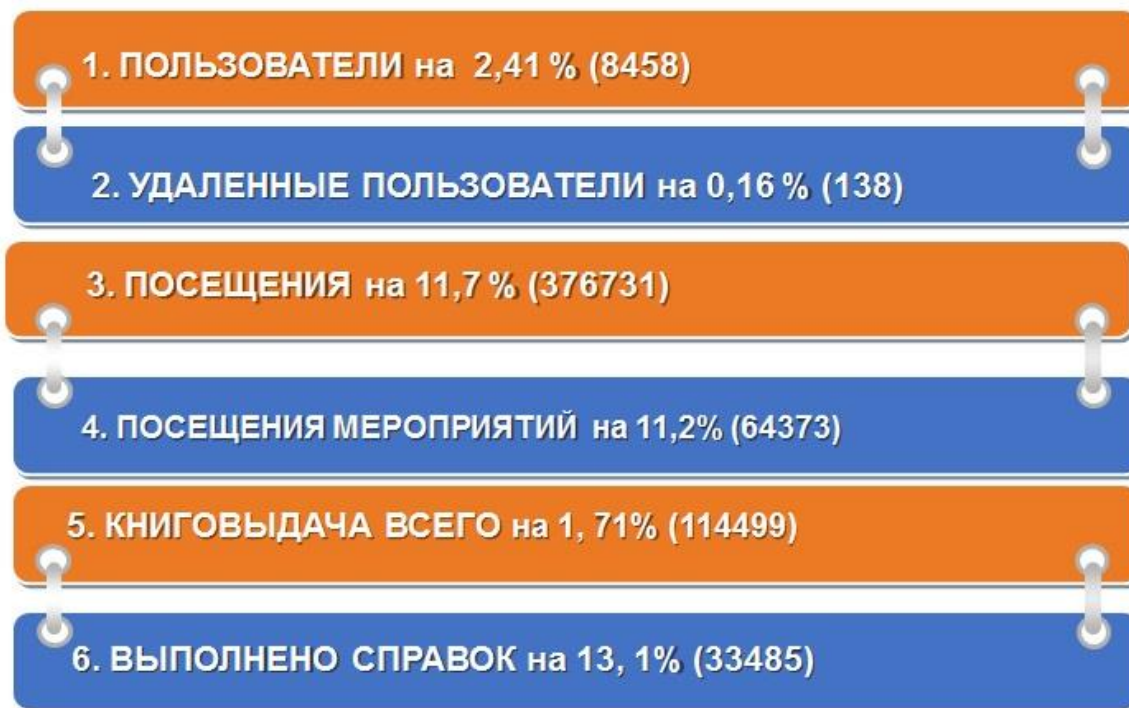 1. ПОЛЬЗОВАТЕЛИ на 2,41 % (8458)
2. УДАЛЕННЫЕ ПОЛЬЗОВАТЕЛИ на 0,16 % (138)
3. ПОСЕЩЕНИЯ на 11,7 % (376731)
4. ПОСЕЩЕНИЯ МЕРОПРИЯТИЙ на 11,2% (64373)
5. КНИГОВЫДАЧА ВСЕГО на 1, 71% (114499)
6. ВЫПОЛНЕНО СПРАВОК на 13, 1% (33485)